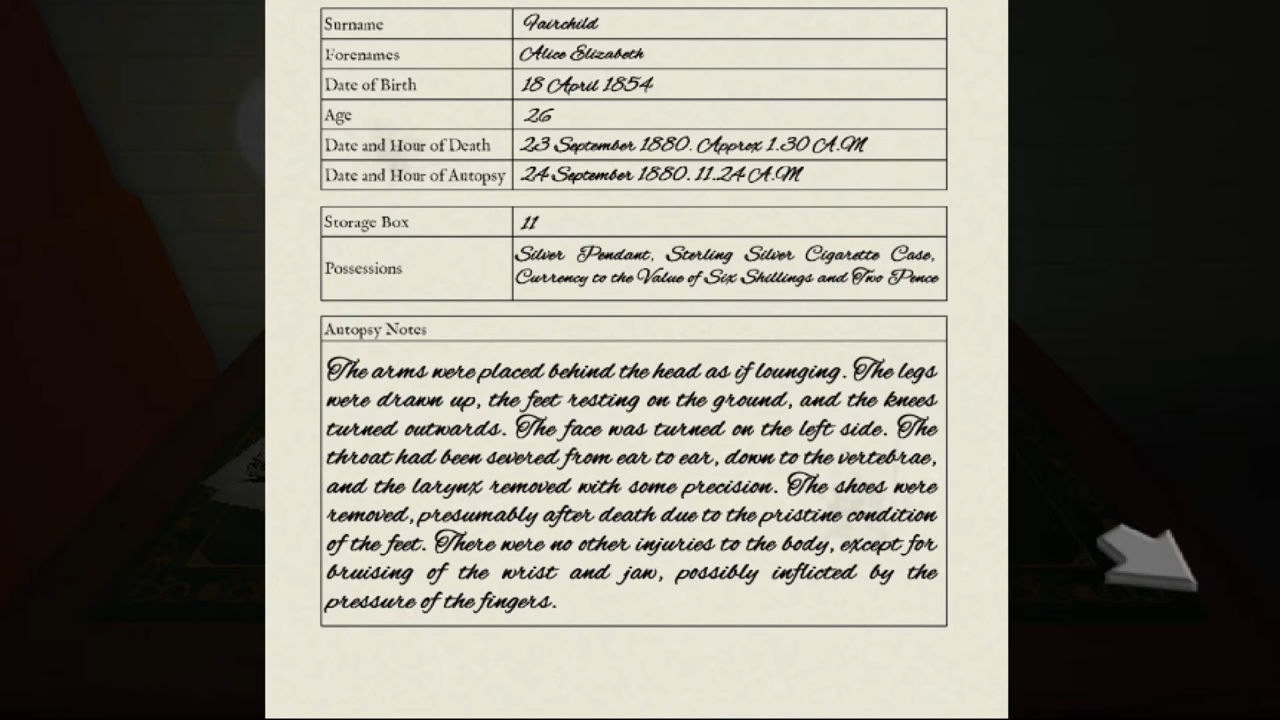 Surname Fairchild
Forenames Alice Elizabeth
Date of Birth 18 April 1854
Age 26
Date and Hour of Death 23 September 1880. Approx 1.30 A.M
Date and Hour of Autopsy 24 September 1880. 11.24 A.M
Storage Box 11
Possessions Silver Pendant, Sterling Silver Cigarette Case,
Currency to the Value of Six Shillings and Two Pence
Autopsy Notes
The arms were placed behind the head as if lounging. The legs
were drawn up, the feet resting on the ground, and the knees
turned outwards. The face was turned on the left side. The
throat had been severed from ear to ear, down to the vertebrae,
and the larynx removed with some precision. The shoes were
removed, presumably after death due to the pristine condition
of the feet. There were no other injuries to the body, except for
bruising of the wrist and jaw, possibly inflicted by the
pressure of the fingers.